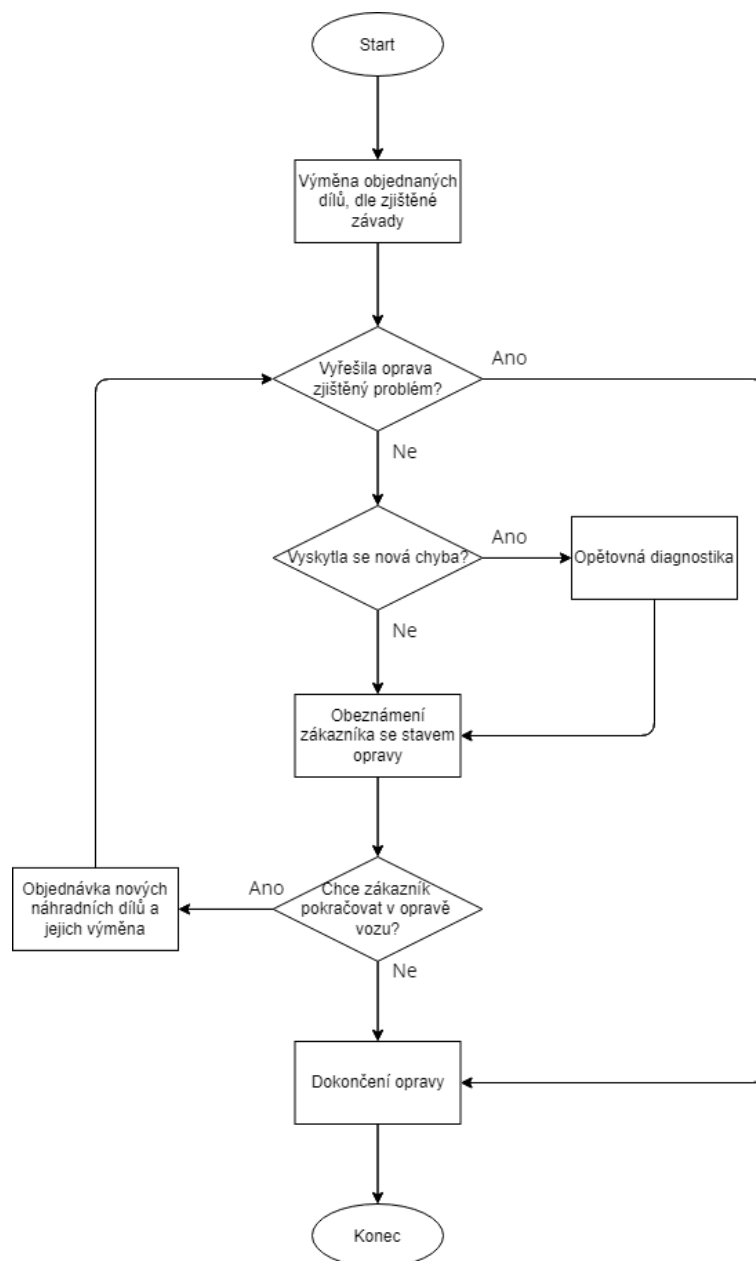 Start
Výměna objednaných
dílů, dle zjištěné
závady
Vyřešila oprava
zjištěný problém?
Ano
Ne
Vyskytla se nová chyba?
Ano
Opětovná diagnostika
Ne
Obeznámení
zákazníka se stavem
opravy
Chce zákazník
pokračovat v opravě
vozu?
Ano
Objednávka nových
náhradních dílů a
jejich výměna
Ne
Dokončení opravy
Konec